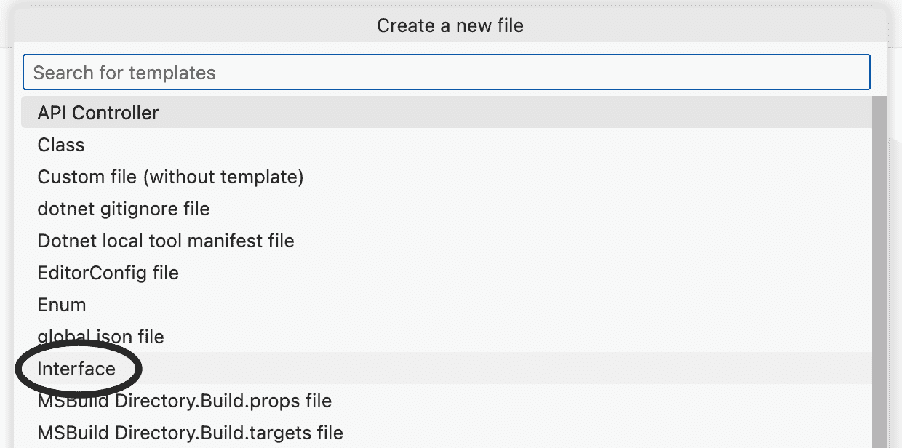 Create a new file
Search for templates
API Controller
Class
Custom file (without template)
dotnet gitignore file
Dotnet local tool manifest file
EditorConfig file
Enum
global.json file
Interface
MSBuild Directory.Build.props file
MSBuild Directory.Build.targets file